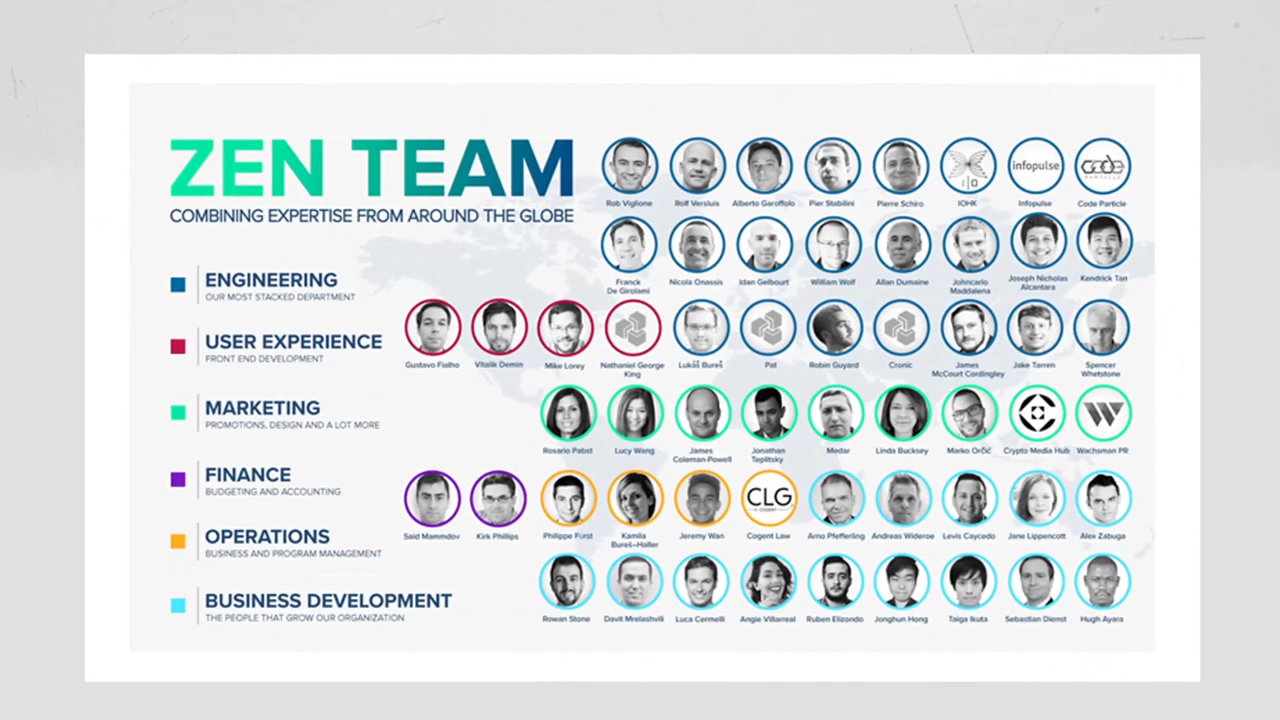 ZEN TEAM
COMBINING EXPERTISE FROM AROUND THE GLOBE
ENGINEERING
OUR MOST STACKED DEPARTMENT
USER EXPERIENCE
FRONT END DEVELOPMENT
MARKETING
PROMOTIONS, DESIGN AND A LOT MORE
FINANCE
BUDGETING AND ACCOUNTING
OPERATIONS
BUSINESS AND PROGRAM MANAGEMENT
BUSINESS DEVELOPMENT
THE PEOPLE THAT GROW OUR ORGANIZATION
IO
infopulse
code
PARTICLE
Rob Viglione Rolf Versluis Alberto Garoffolo Pier Stabilini Pierre Schiro IOHK Infopulse Code Particle
Franck Nicola Onassis Idan Gelbourt William Wolf Allan Dumaine Johncarlo Joseph Nicholas Kendrick Tan
De Girolami Maddalena Alcantara
Gustavo Fialho Vitalik Demin Mike Lorey Nathaniel George Lukáš Bureš Pat Robin Guyard Cronic James Jake Tarren Spencer
King McCourt Cordingley Whetstone
W
Rosario Pabst Lucy Wang James Jonathan Medar Linda Bucksey Marko Orčić Crypto Media Hub Wachsman PR
Coleman-Powell Teplitsky
CLG
COGENT
Said Mammdov Kirk Phillips Philippe Furst Kamila Jeremy Wan Cogent Law Arno Pfefferling Andreas Wideroe Levis Caycedo Jane Lippencott Alex Zabuga
Bureš–Haller
Rowan Stone Davit Mrelashvili Luca Cermelli Angie Villarreal Ruben Elizondo Jonghun Hong Taiga Ikuta Sebastian Dienst Hugh Ayara